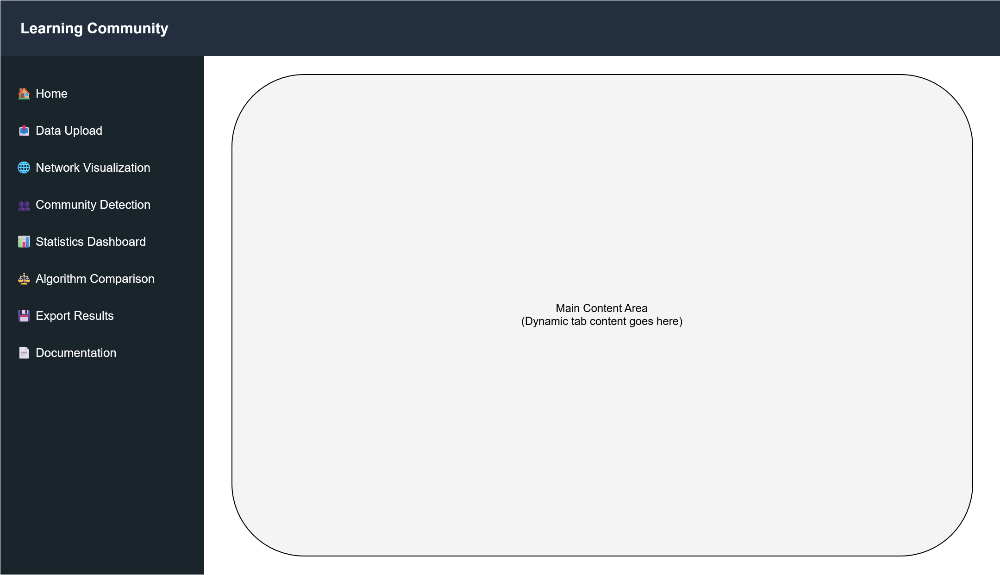 Learning Community
Home
Data Upload
Network Visualization
Community Detection
Statistics Dashboard
Algorithm Comparison
Export Results
Documentation
Main Content Area
(Dynamic tab content goes here)